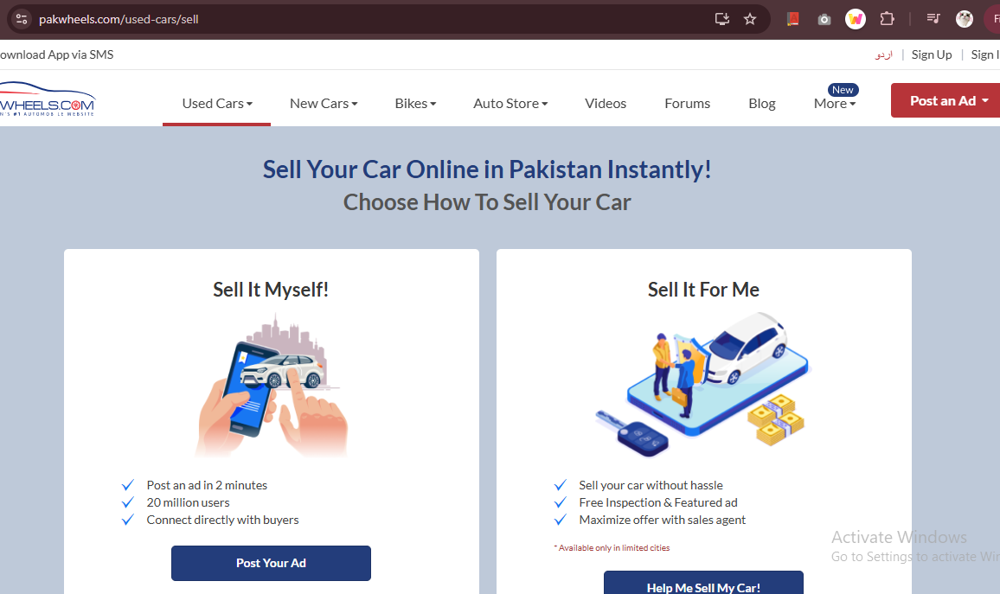 pakwheels.com/used-cars/sell
ownload App via SMS
اردو | Sign Up | Sign I
WHEELS.COM
N'S #1 AUTOMOBILE WEBSITE
Used Cars
New Cars
Bikes
Auto Store
Videos
Forums
Blog
New
More
Post an Ad
Sell Your Car Online in Pakistan Instantly!
Choose How To Sell Your Car
Sell It Myself!
Post an ad in 2 minutes
20 million users
Connect directly with buyers
Post Your Ad
Sell It For Me
Sell your car without hassle
Free Inspection & Featured ad
Maximize offer with sales agent
* Available only in limited cities
Help Me Sell My Car!
Activate Windows
Go to Settings to activate Win